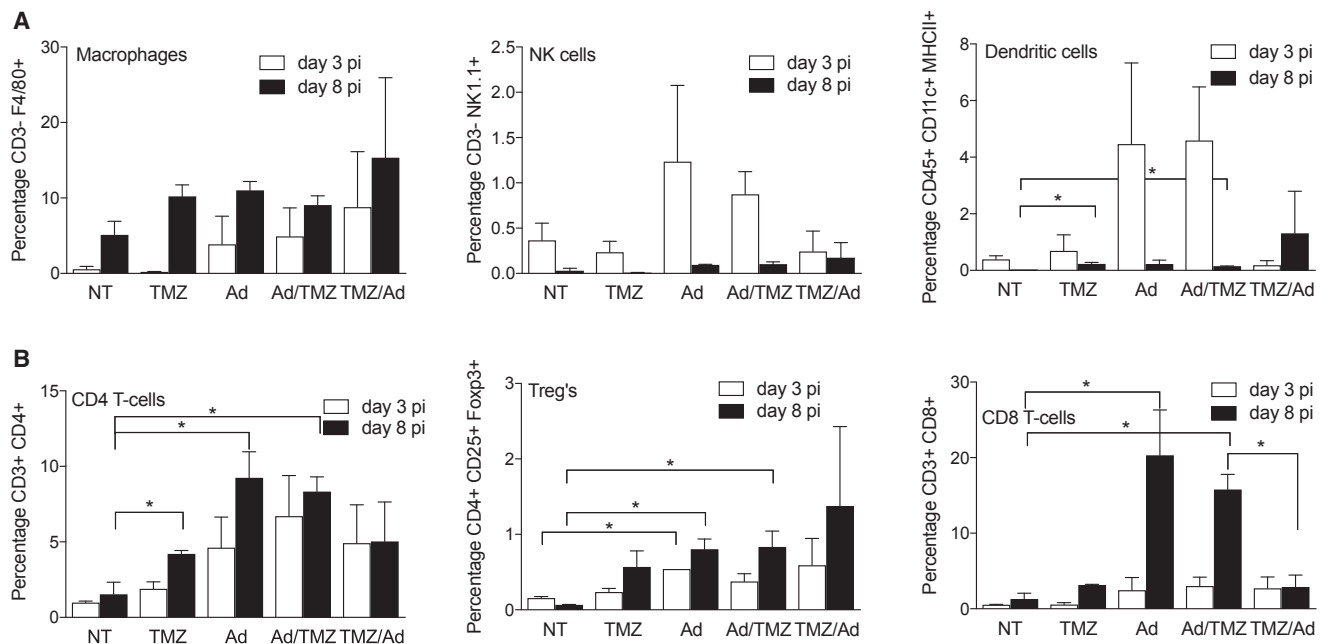 A
Percentage CD3- F4/80+
30
20
10
0
Macrophages
day 3 pi
day 8 pi
NT TMZ Ad Ad/TMZ TMZ/Ad
Percentage CD3- NK1.1+
2.5
2.0
1.5
1.0
0.5
0.0
NK cells
day 3 pi
day 8 pi
NT TMZ Ad Ad/TMZ TMZ/Ad
Percentage CD45+ CD11c+ MHCII+
8
6
4
2
0
Dendritic cells
day 3 pi
day 8 pi
*
*
NT TMZ Ad Ad/TMZ TMZ/Ad
B
Percentage CD3+ CD4+
15
10
5
0
CD4 T-cells
day 3 pi
day 8 pi
*
*
*
NT TMZ Ad Ad/TMZ TMZ/Ad
Percentage CD4+ CD25+ Foxp3+
3
2
1
0
Treg's
day 3 pi
day 8 pi
*
*
*
NT TMZ Ad Ad/TMZ TMZ/Ad
Percentage CD3+ CD8+
30
20
10
0
CD8 T-cells
day 3 pi
day 8 pi
*
*
*
NT TMZ Ad Ad/TMZ TMZ/Ad